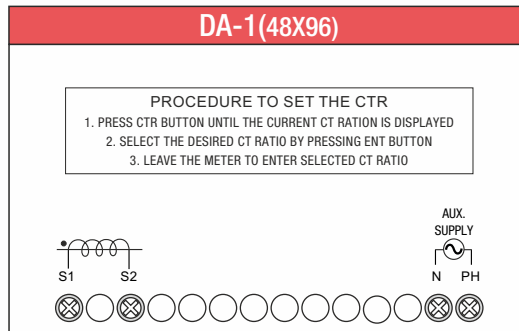 DA-1(48X96)
PROCEDURE TO SET THE CTR
1. PRESS CTR BUTTON UNTIL THE CURRENT CT RATION IS DISPLAYED
2. SELECT THE DESIRED CT RATIO BY PRESSING ENT BUTTON
3. LEAVE THE METER TO ENTER SELECTED CT RATIO
AUX.
SUPPLY
S1 S2 N PH